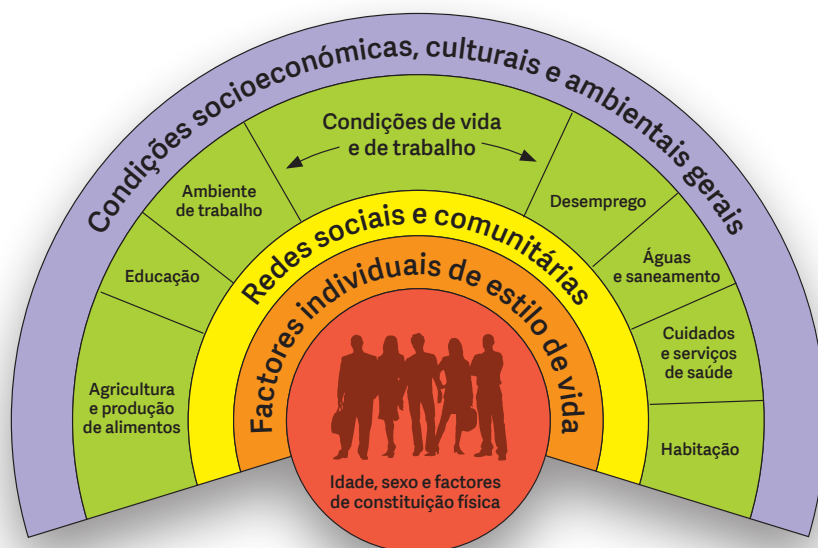 Condições socioeconómicas, culturais e ambientais gerais
Condições de vida
e de trabalho
Agricultura
e produção
de alimentos
Educação
Ambiente
de trabalho
Desemprego
Águas
e saneamento
Cuidados
e serviços
de saúde
Habitação
Redes sociais e comunitárias
Factores individuais de estilo de vida
Idade, sexo e factores
de constituição física